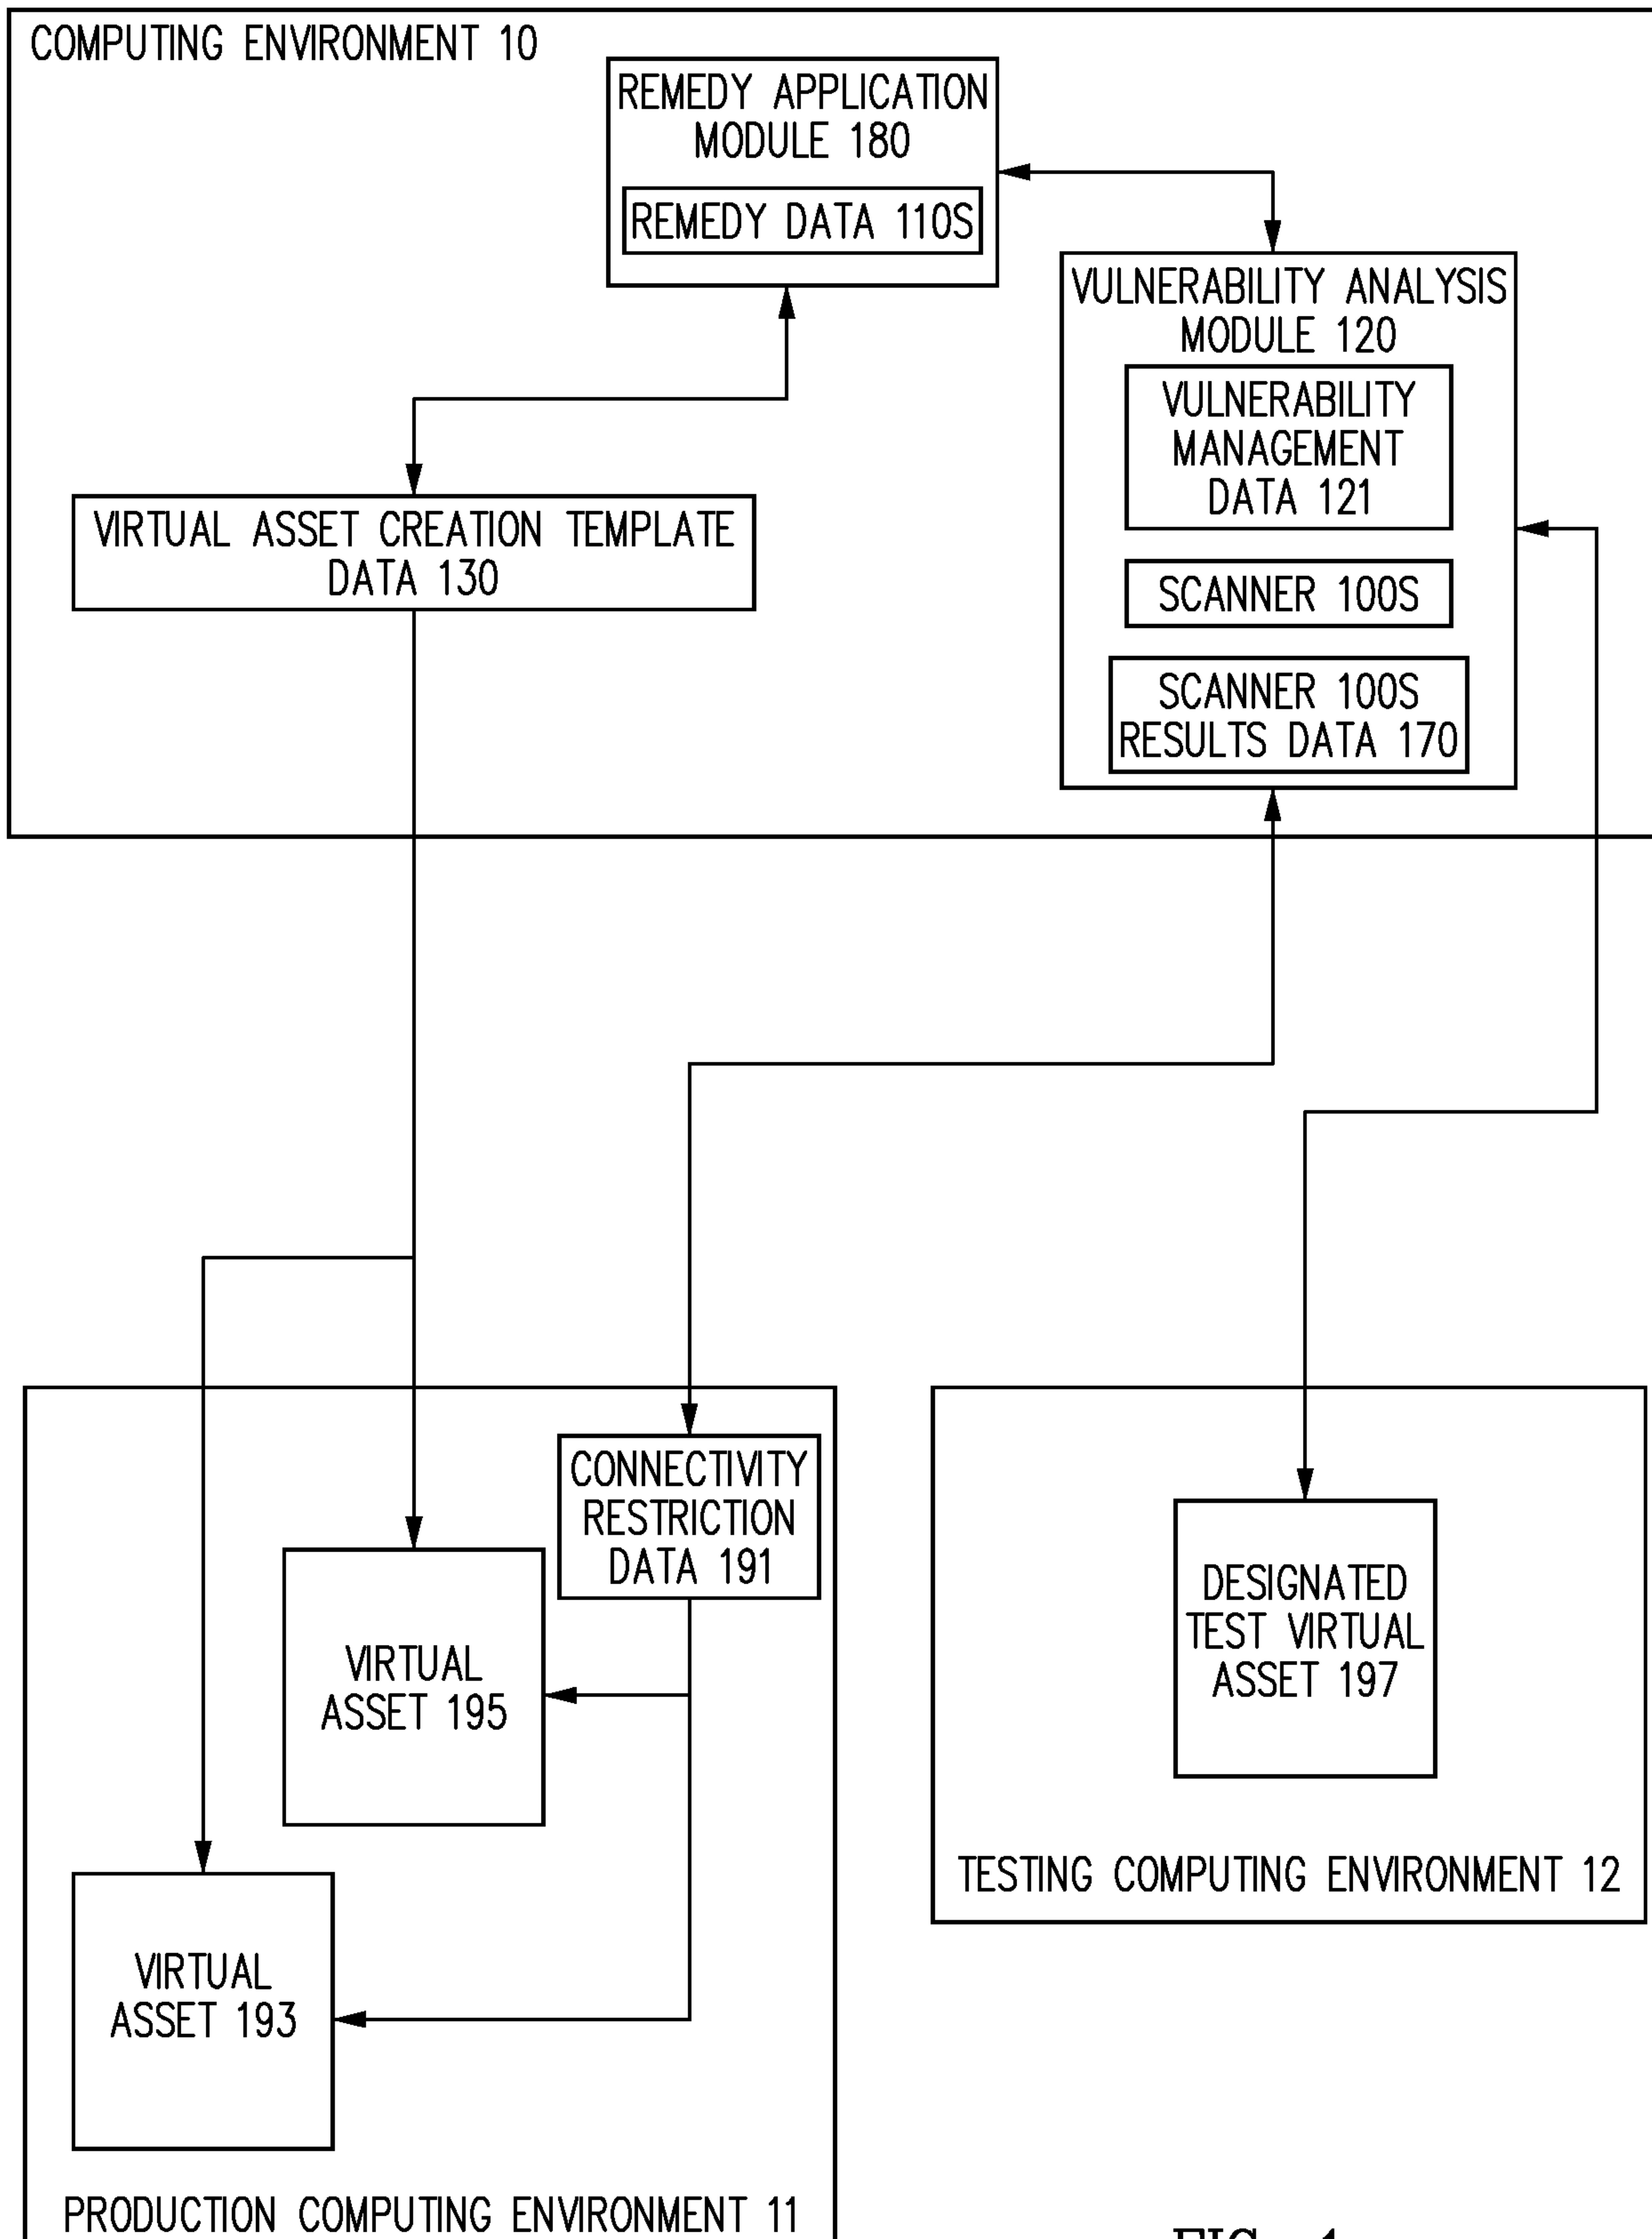 COMPUTING ENVIRONMENT 10
REMEDY APPLICATION
MODULE 180
REMEDY DATA 110S
VULNERABILITY ANALYSIS
MODULE 120
VULNERABILITY
MANAGEMENT
DATA 121
SCANNER 100S
SCANNER 100S
RESULTS DATA 170
VIRTUAL ASSET CREATION TEMPLATE
DATA 130
CONNECTIVITY
RESTRICTION
DATA 191
VIRTUAL
ASSET 195
VIRTUAL
ASSET 193
PRODUCTION COMPUTING ENVIRONMENT 11
DESIGNATED
TEST VIRTUAL
ASSET 197
TESTING COMPUTING ENVIRONMENT 12
FIG. 1